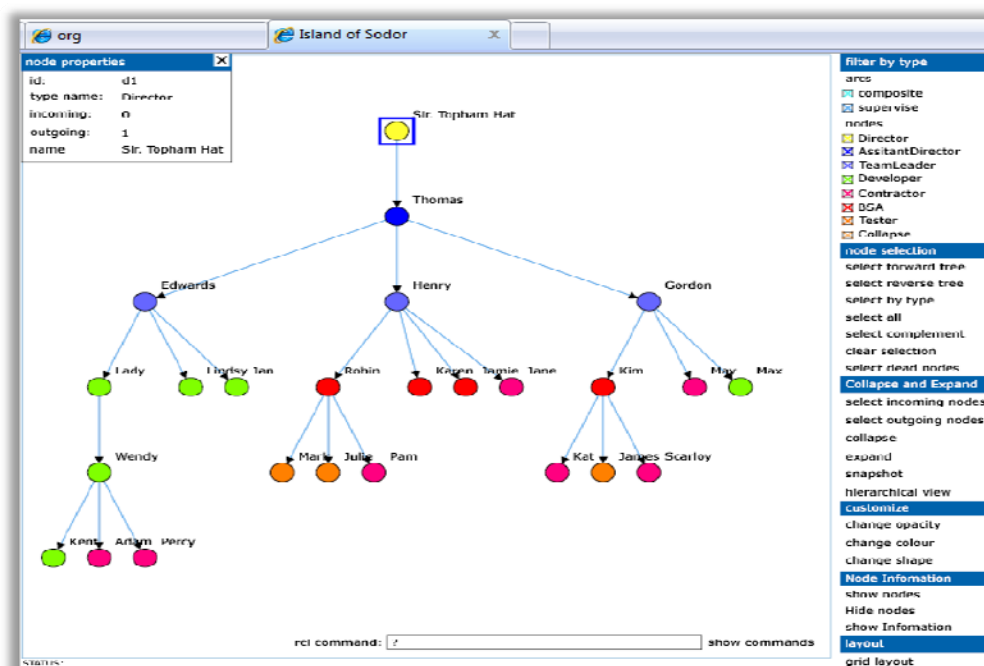 org
Island of Sodor
x
node properties
id: d1
type name: Director
incoming: 0
outgoing: 1
name Sir. Topham Hat
Sir. Topham Hat
Thomas
Edwards
Henry
Gordon
Lady
Lindsy
Jan
Robin
Karen
Jamie
Jane
Kim
May
Max
Wendy
Mark
Julie
Pam
Kat
James
Scarloy
Kent
Adam
Percy
rcl command: ?
show commands
STATUS:
filter by type
arcs
composite
supervise
nodes
Director
AssitantDirector
TeamLeader
Developer
Contractor
BSA
Tester
Collapse
node selection
select forward tree
select reverse tree
select by type
select all
select complement
clear selection
select dead nodes
Collapse and Expand
select incoming nodes
select outgoing nodes
collapse
expand
snapshot
hierarchical view
customize
change opacity
change colour
change shape
Node Infomation
show nodes
Hide nodes
show Infomation
layout
grid layout